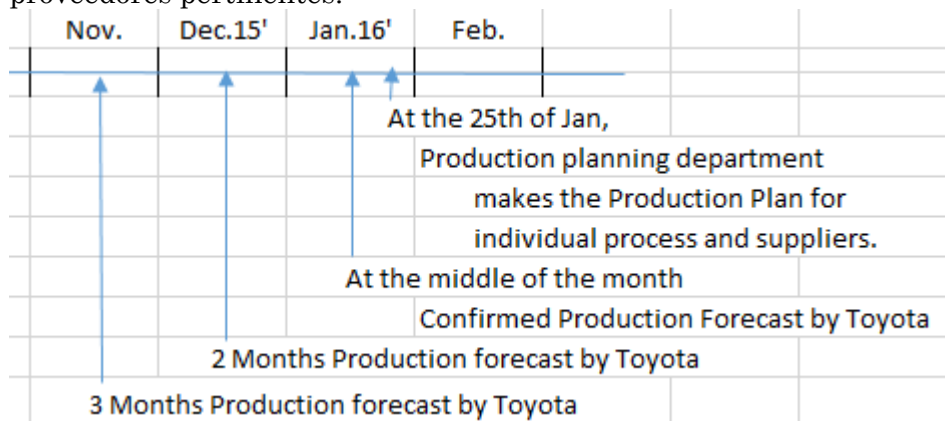 proveedores pertinentes.
Nov. Dec.15' Jan.16' Feb.
At the 25th of Jan,
Production planning department
makes the Production Plan for
individual process and suppliers.
At the middle of the month
Confirmed Production Forecast by Toyota
2 Months Production forecast by Toyota
3 Months Production forecast by Toyota